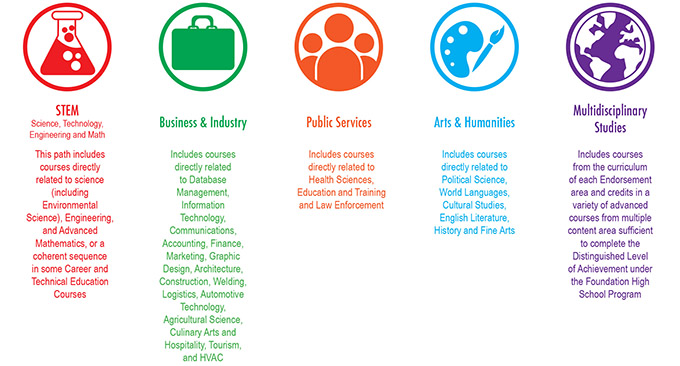 STEM
Science, Technology,
Engineering and Math
This path includes
courses directly
related to science
(including
Environmental
Science), Engineering,
and Advanced
Mathematics, or a
coherent sequence
in some Career and
Technical Education
Courses
Business & Industry
Includes courses
directly related
to Database
Management,
Information
Technology,
Communications,
Accounting, Finance,
Marketing, Graphic
Design, Architecture,
Construction, Welding,
Logistics, Automotive
Technology,
Agricultural Science,
Culinary Arts and
Hospitality, Tourism,
and HVAC
Public Services
Includes courses
directly related to
Health Sciences,
Education and Training
and Law Enforcement
Arts & Humanities
Includes courses
directly related to
Political Science,
World Languages,
Cultural Studies,
English Literature,
History and Fine Arts
Multidisciplinary
Studies
Includes courses
from the curriculum
of each Endorsement
area and credits in a
variety of advanced
courses from multiple
content area sufficient
to complete the
Distinguished Level
of Achievement under
the Foundation High
School Program